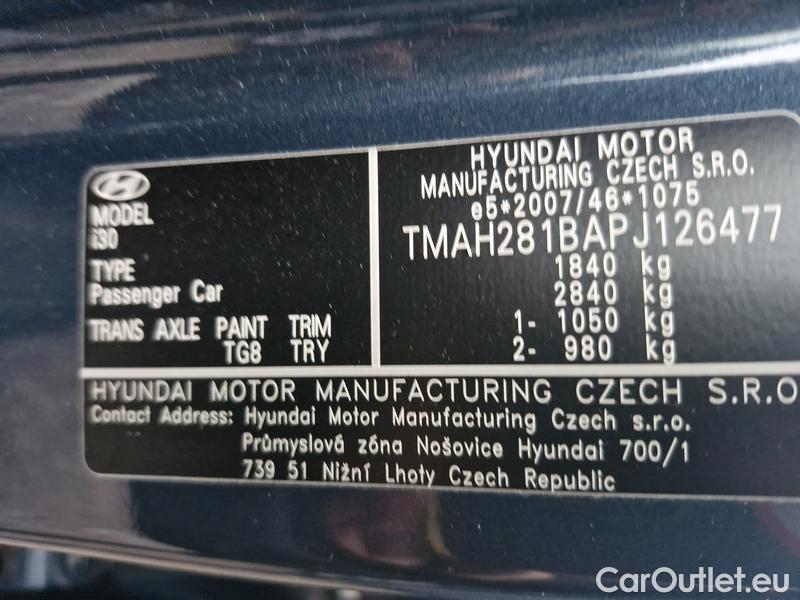 MODEL
i30
TYPE
Passenger Car
TRANS AXLE PAINT TRIM
TG8 TRY
HYUNDAI MOTOR
MANUFACTURING CZECH S.R.O.
e5*2007/46*1075
TMAH281BAPJ126477
1840 kg
2840 kg
1- 1050 kg
2- 980 kg
HYUNDAI MOTOR MANUFACTURING CZECH S.R.O
Contact Address: Hyundai Motor Manufacturing Czech s.r.o.
Průmyslová zóna Nošovice Hyundai 700/1
739 51 Nižní Lhoty Czech Republic
CarOutlet.eu